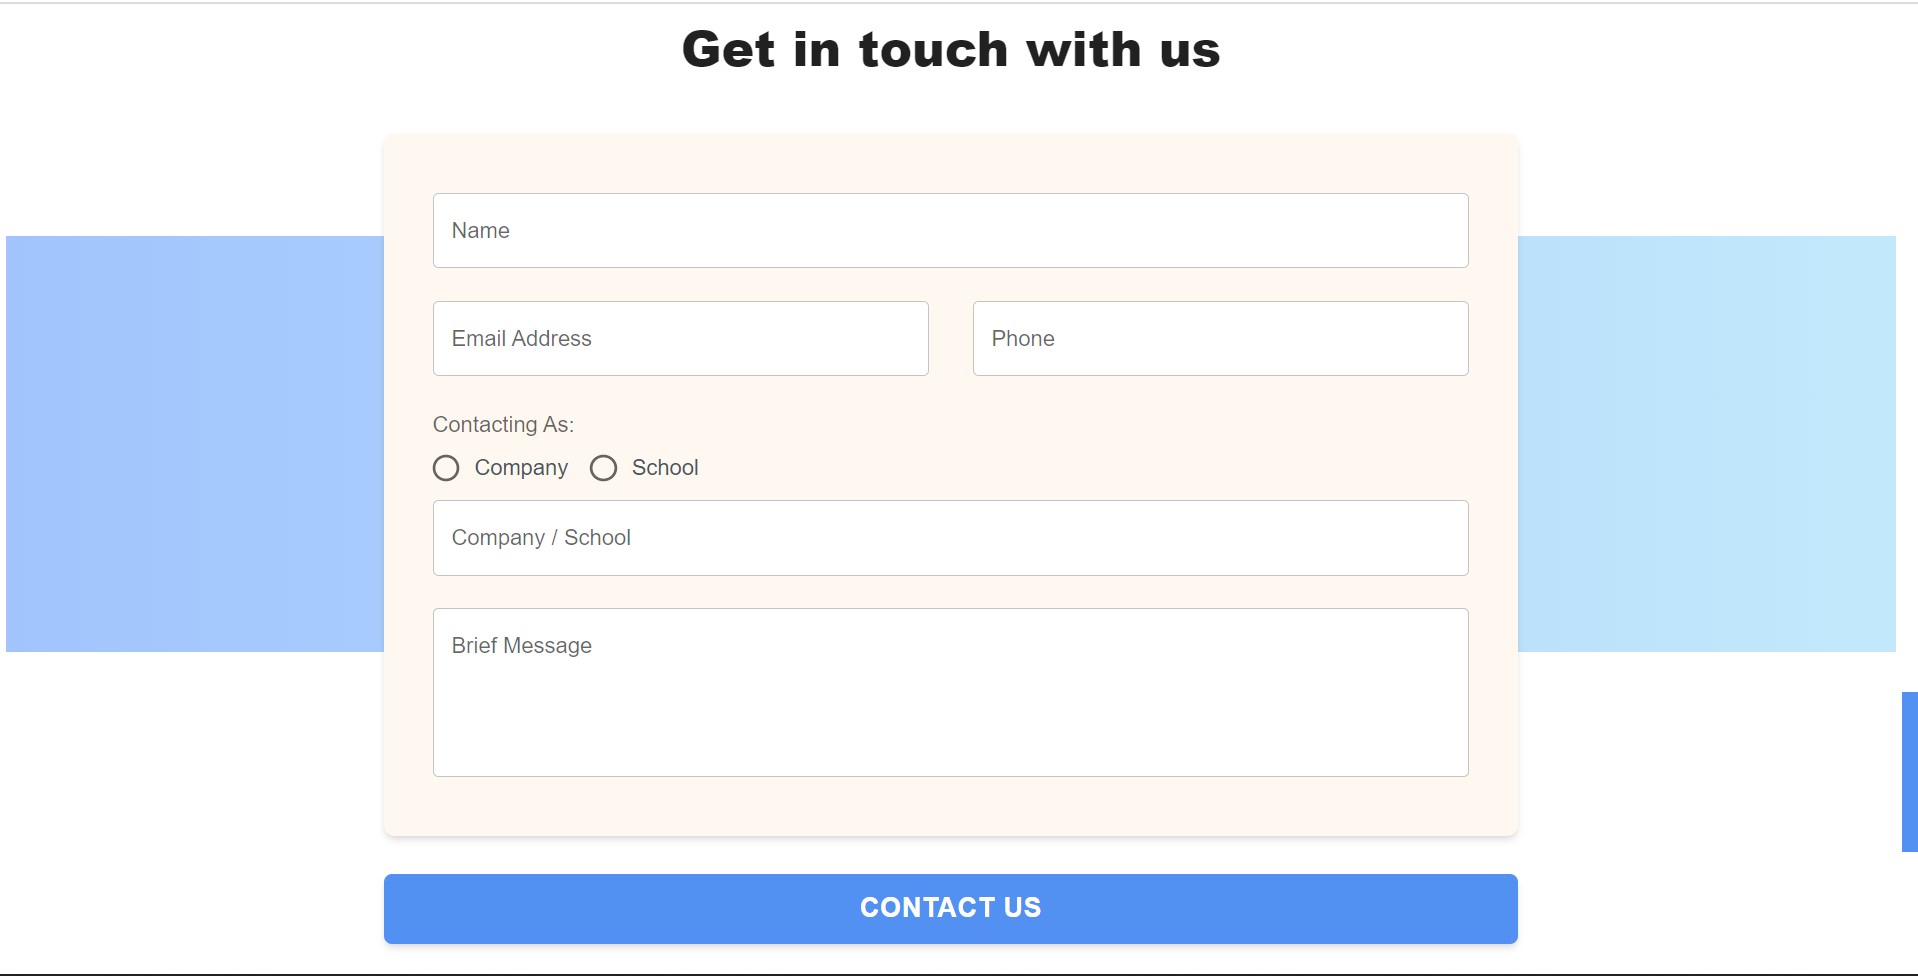 Get in touch with us
Name
Email Address
Phone
Contacting As:
Company
School
Company / School
Brief Message
CONTACT US